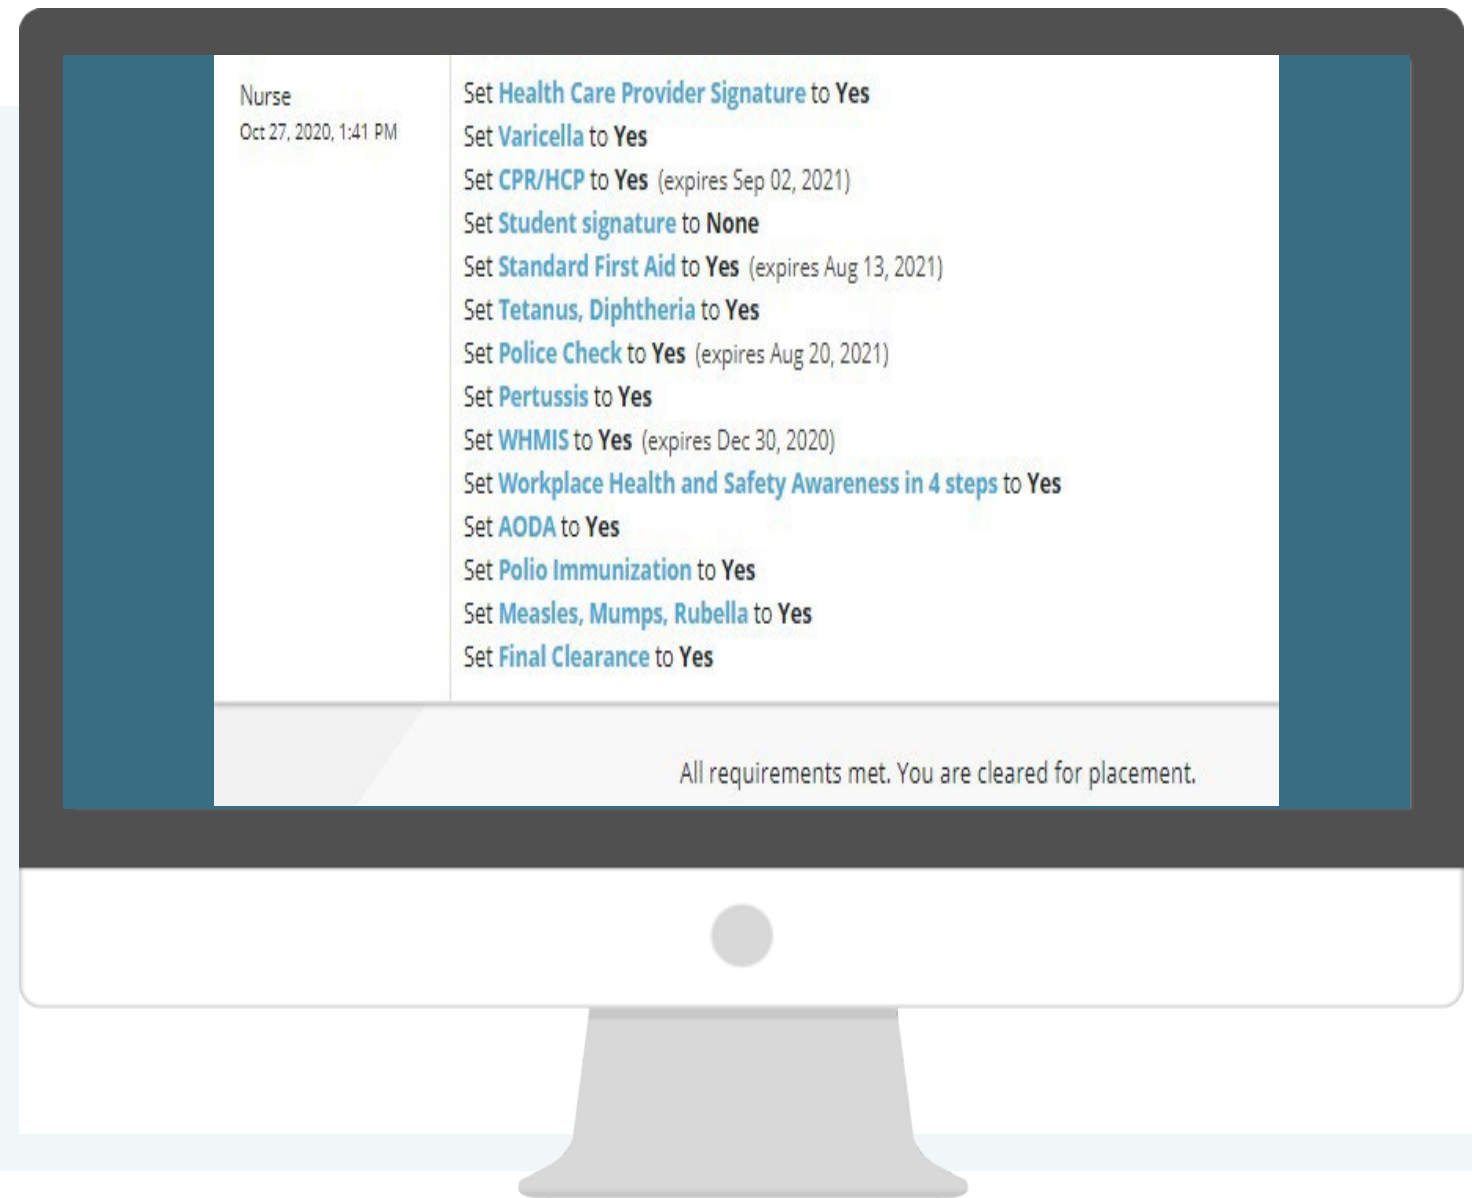 Nurse
Oct 27, 2020, 1:41 PM
Set Health Care Provider Signature to Yes
Set Varicella to Yes
Set CPR/HCP to Yes (expires Sep 02, 2021)
Set Student signature to None
Set Standard First Aid to Yes (expires Aug 13, 2021)
Set Tetanus, Diphtheria to Yes
Set Police Check to Yes (expires Aug 20, 2021)
Set Pertussis to Yes
Set WHMIS to Yes (expires Dec 30, 2020)
Set Workplace Health and Safety Awareness in 4 steps to Yes
Set AODA to Yes
Set Polio Immunization to Yes
Set Measles, Mumps, Rubella to Yes
Set Final Clearance to Yes
All requirements met. You are cleared for placement.